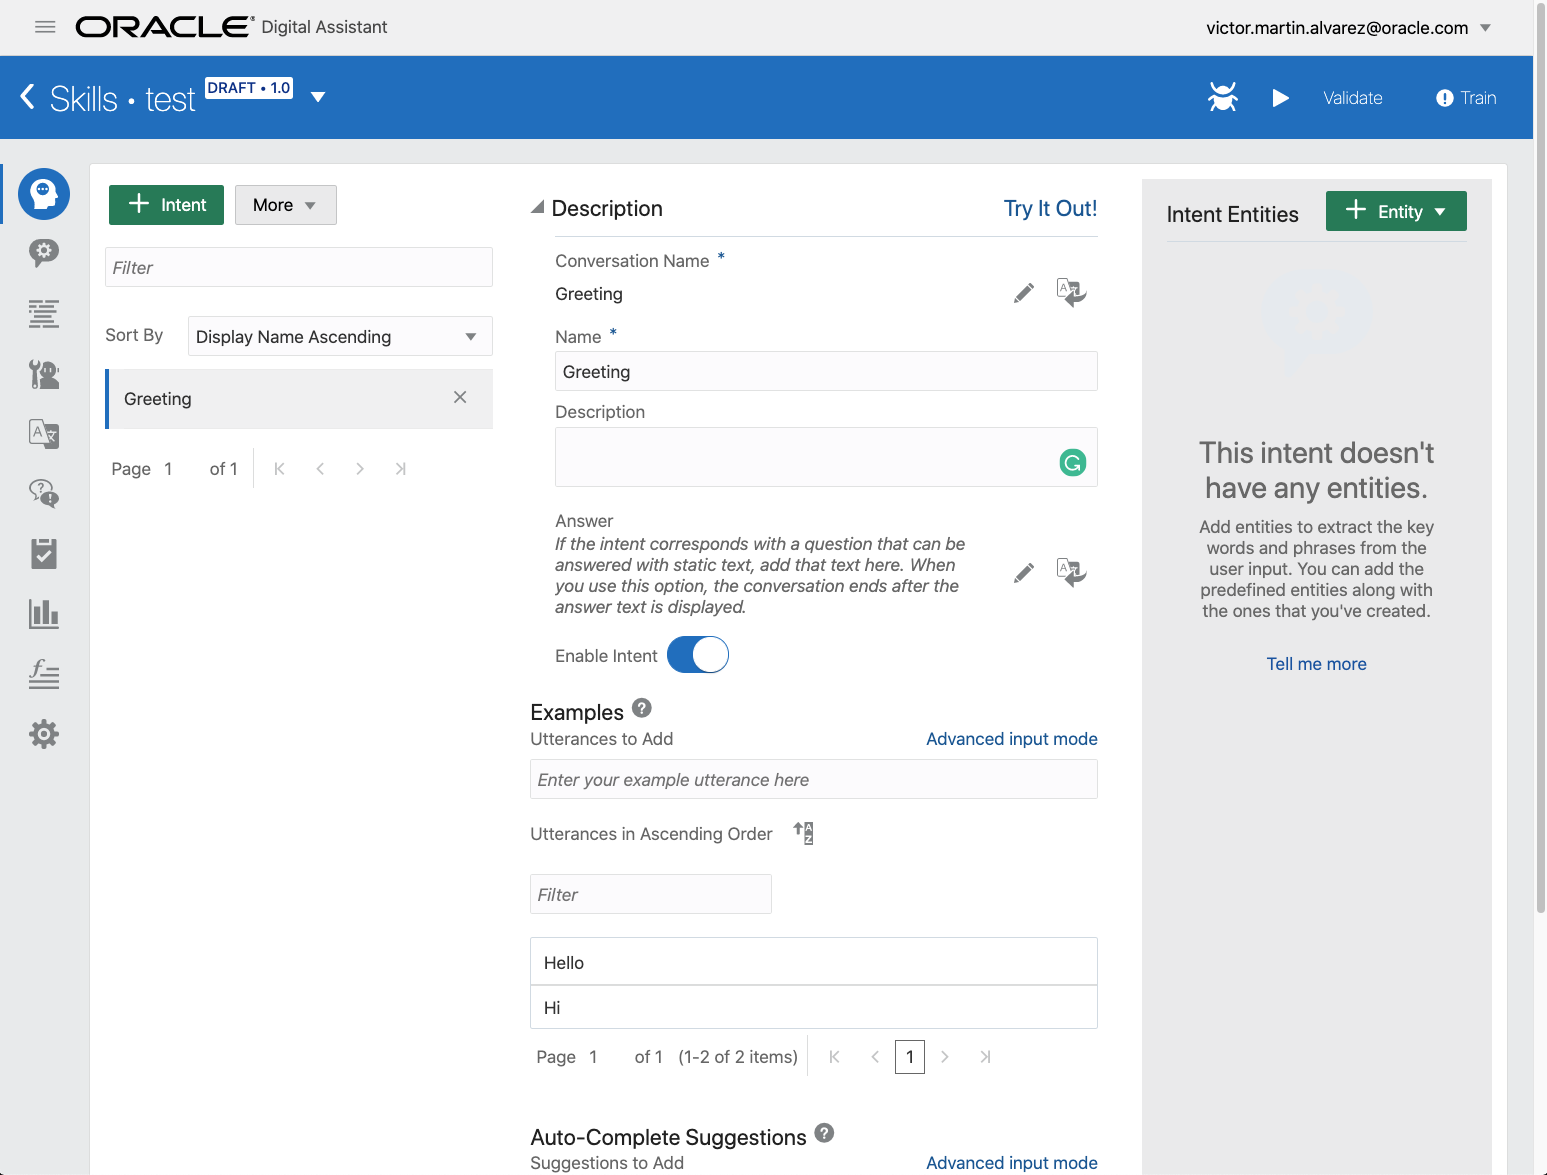 ORACLE® Digital Assistant
victor.martin.alvarez@oracle.com
Skills • test DRAFT • 1.0
Validate
Train
Intent
More
Filter
Sort By
Display Name Ascending
Greeting
Page 1 of 1
Description
Try It Out!
Conversation Name *
Greeting
Name *
Greeting
Description
Answer
If the intent corresponds with a question that can be
answered with static text, add that text here. When
you use this option, the conversation ends after the
answer text is displayed.
Enable Intent
Examples
Utterances to Add
Advanced input mode
Enter your example utterance here
Utterances in Ascending Order
Filter
Hello
Hi
Page 1 of 1 (1-2 of 2 items) 1
Auto-Complete Suggestions
Suggestions to Add
Advanced input mode
Intent Entities
Entity
This intent doesn't
have any entities.
Add entities to extract the key
words and phrases from the
user input. You can add the
predefined entities along with
the ones that you've created.
Tell me more